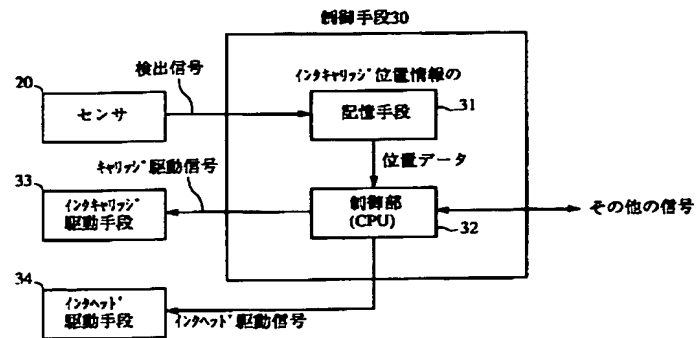 制御手段30
20
センサ
検出信号
インタキャリッジ位置情報の
記憶手段
31
位置データ
キャリッジ駆動信号
33
インタキャリッジ
駆動手段
制御部
(CPU)
32
その他の信号
34
インタヘッド
駆動手段
インタヘッド駆動信号